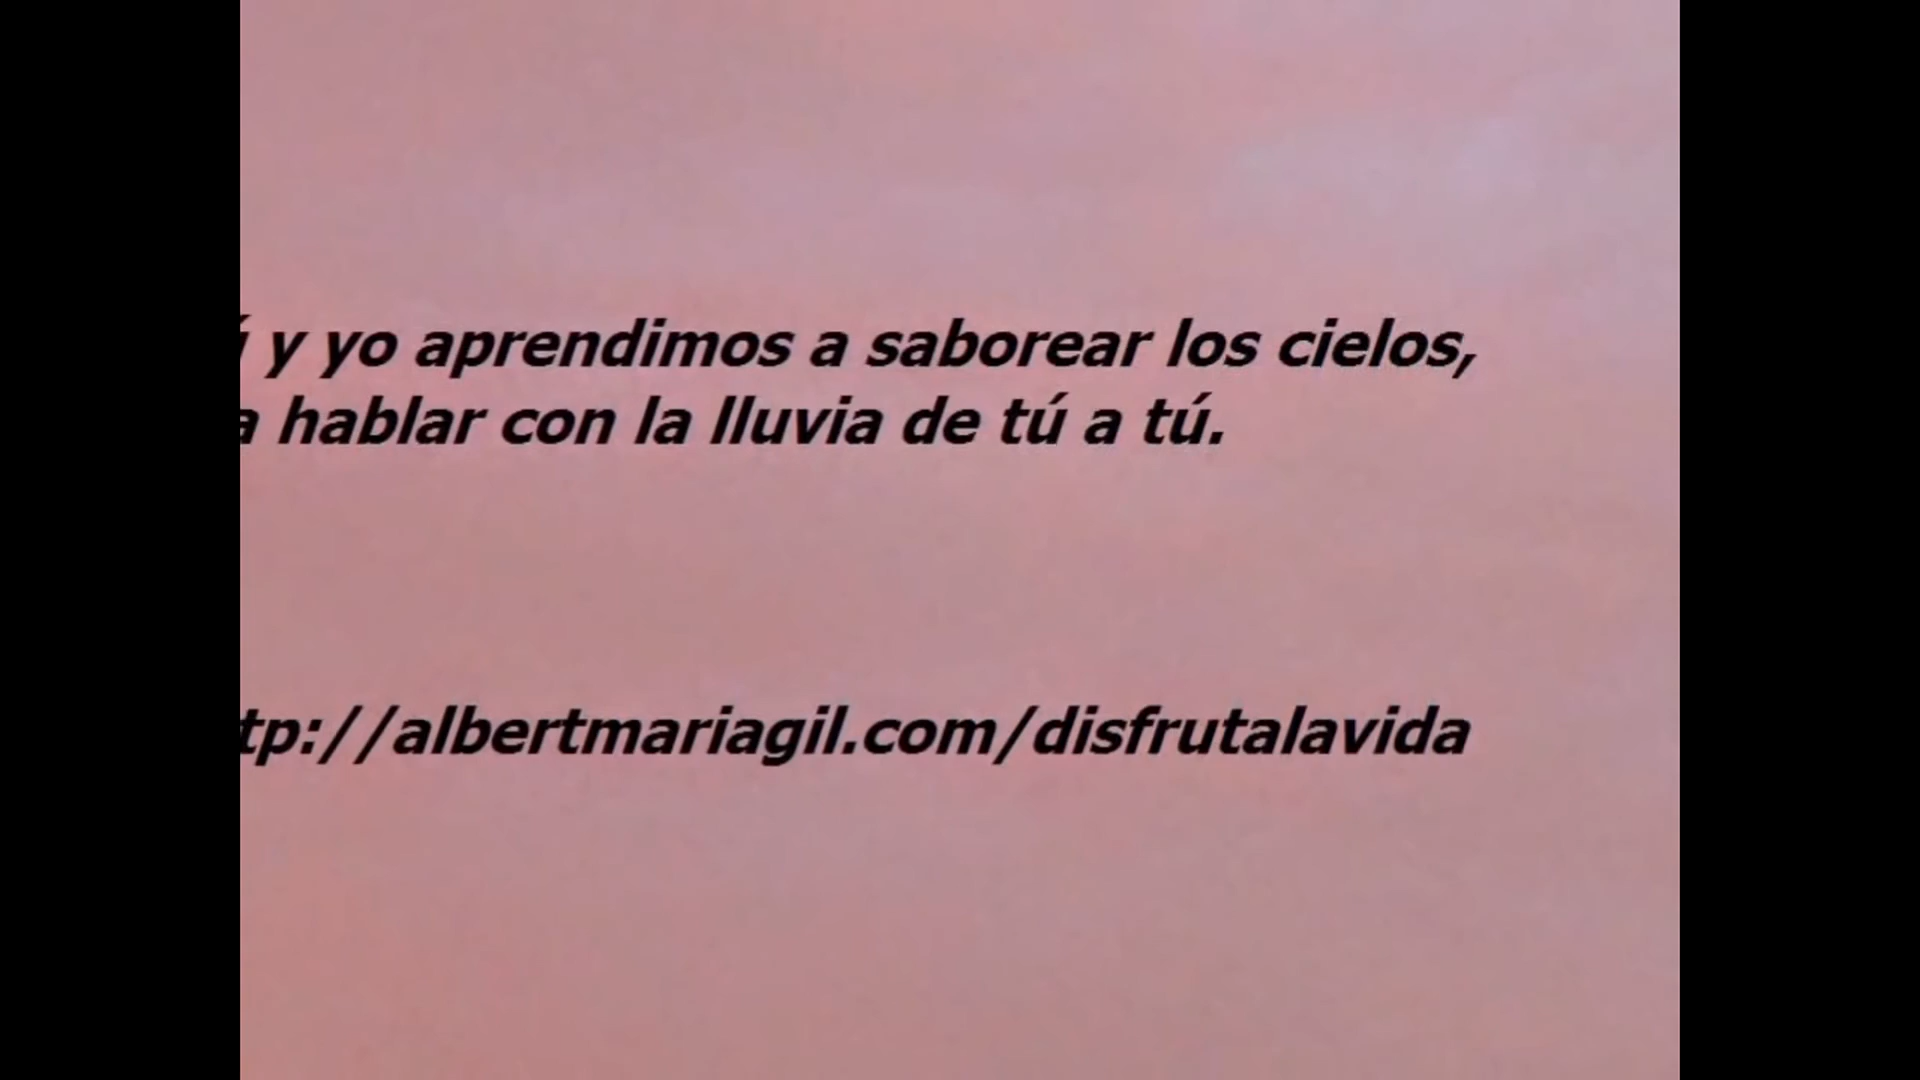 y yo aprendimos a saborear los cielos,
a hablar con la lluvia de tú a tú.
tp://albertmariagil.com/disfrutalavida